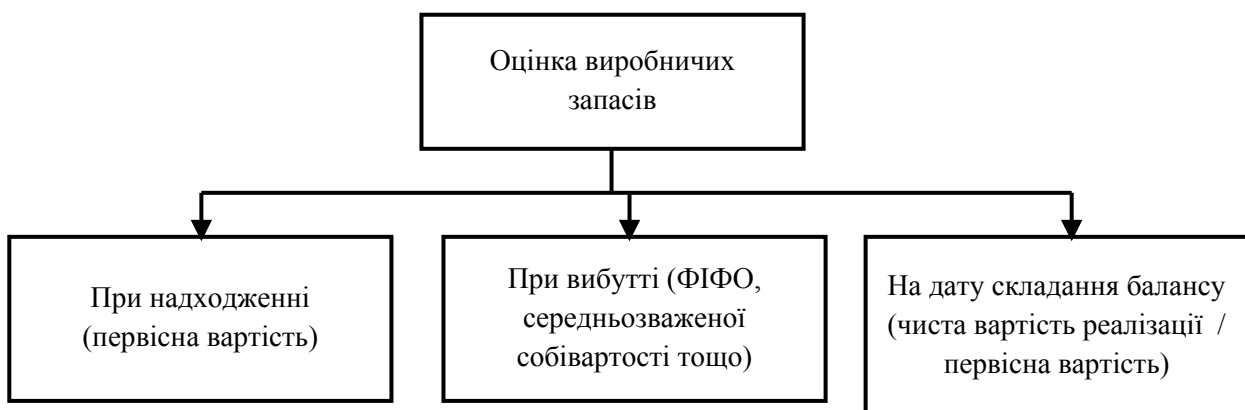 Оцінка виробничих
запасів
При надходженні
(первісна вартість)
При вибутті (ФІФО,
середньозваженої
собівартості тощо)
На дату складання балансу
(чиста вартість реалізації /
первісна вартість)